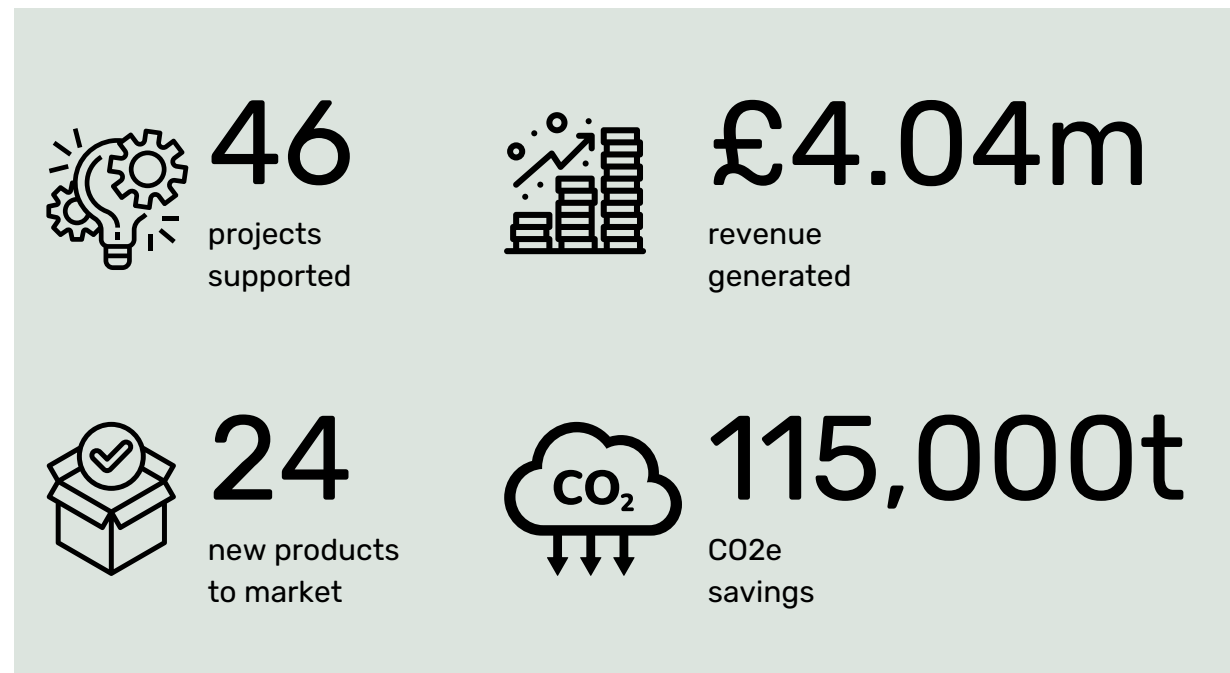 46
projects
supported
£4.04m
revenue
generated
24
new products
to market
CO₂
115,000t
CO2e
savings